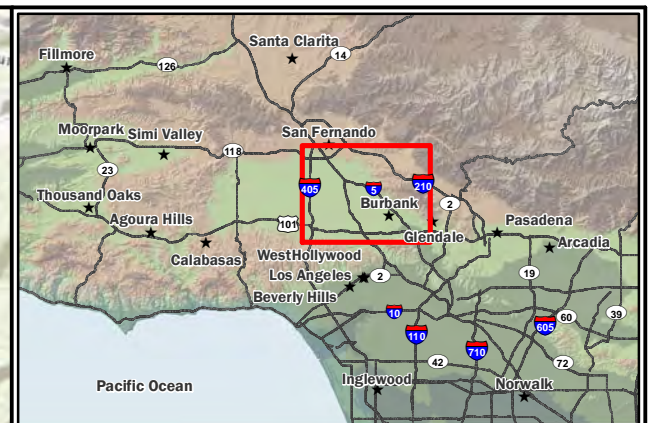 Santa Clarita
Fillmore
14
126
Moorpark
Simi Valley
San Fernando
118
23
405
5
210
Thousand Oaks
2
Burbank
Agoura Hills
101
Pasadena
Glendale
Arcadia
Calabasas
WestHollywood
Los Angeles
2
19
Beverly Hills
10
39
60
605
110
710
42
72
Pacific Ocean
Inglewood
Norwalk